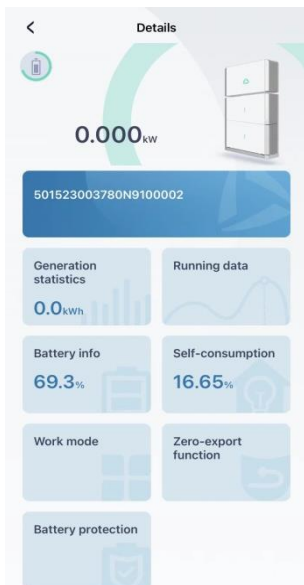 Details
0.000kW
501523003780N9100002
Generation
statistics
0.0kWh
Running data
Battery info
69.3%
Self-consumption
16.65%
Work mode
Zero-export
function
Battery protection